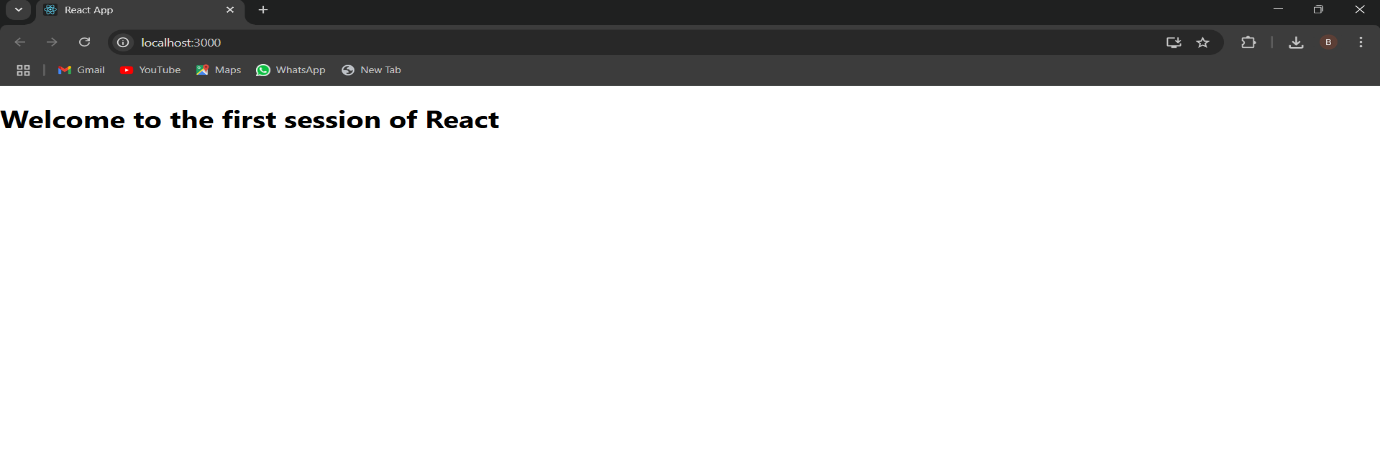 React App
localhost:3000
B
Gmail YouTube Maps WhatsApp New Tab
Welcome to the first session of React